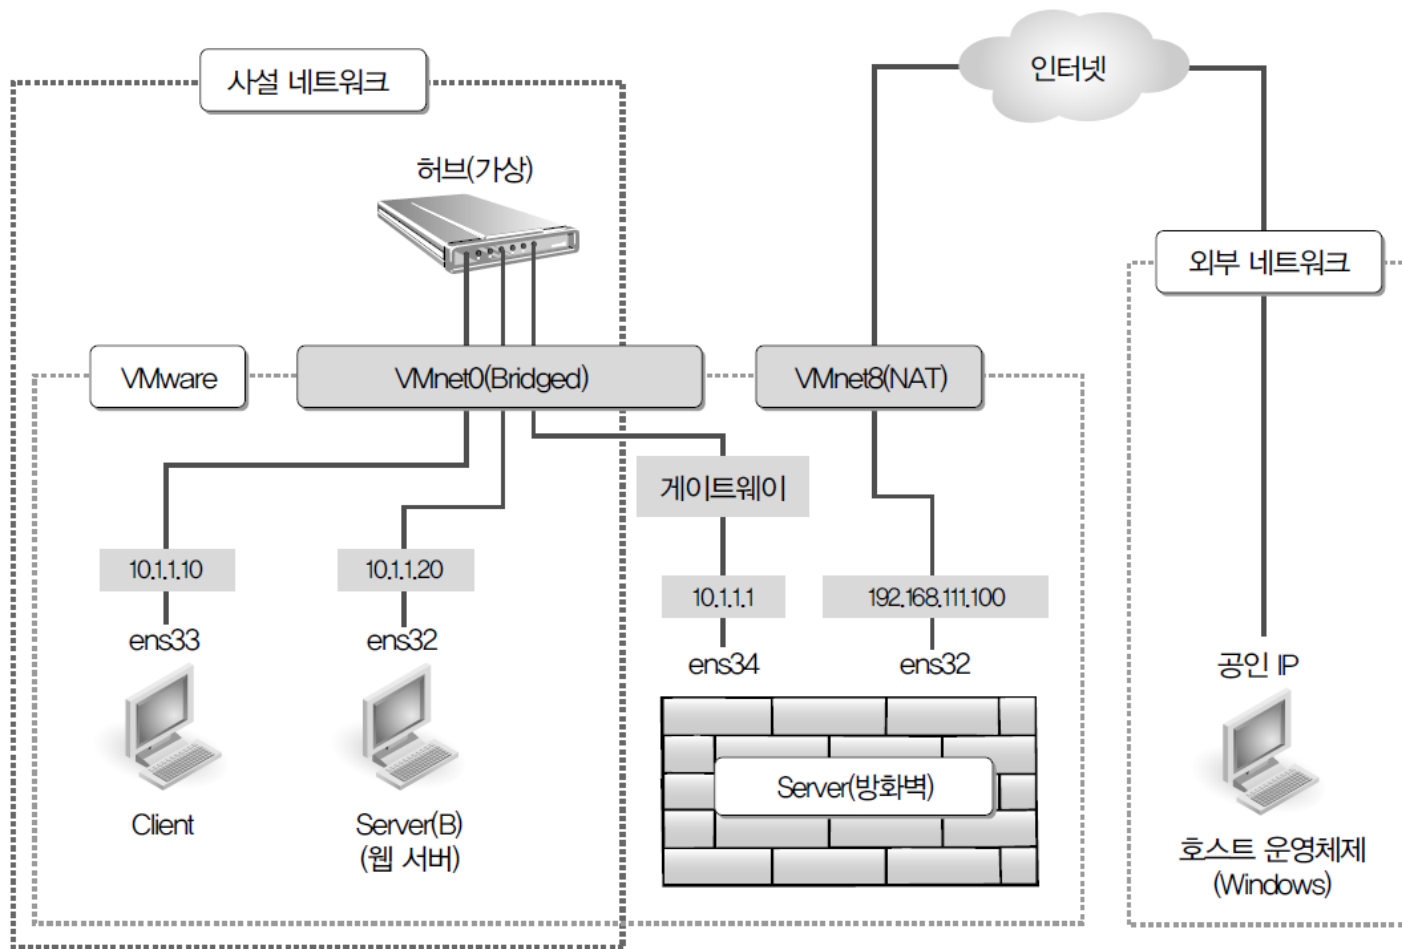 사설 네트워크
인터넷
허브(가상)
외부 네트워크
VMware
VMnet0(Bridged)
VMnet8(NAT)
게이트웨이
10.1.1.10
10.1.1.20
10.1.1.1
192.168.111.100
ens33
ens32
ens34
ens32
공인 IP
Server(방화벽)
Client
Server(B)
(웹 서버)
호스트 운영체제
(Windows)